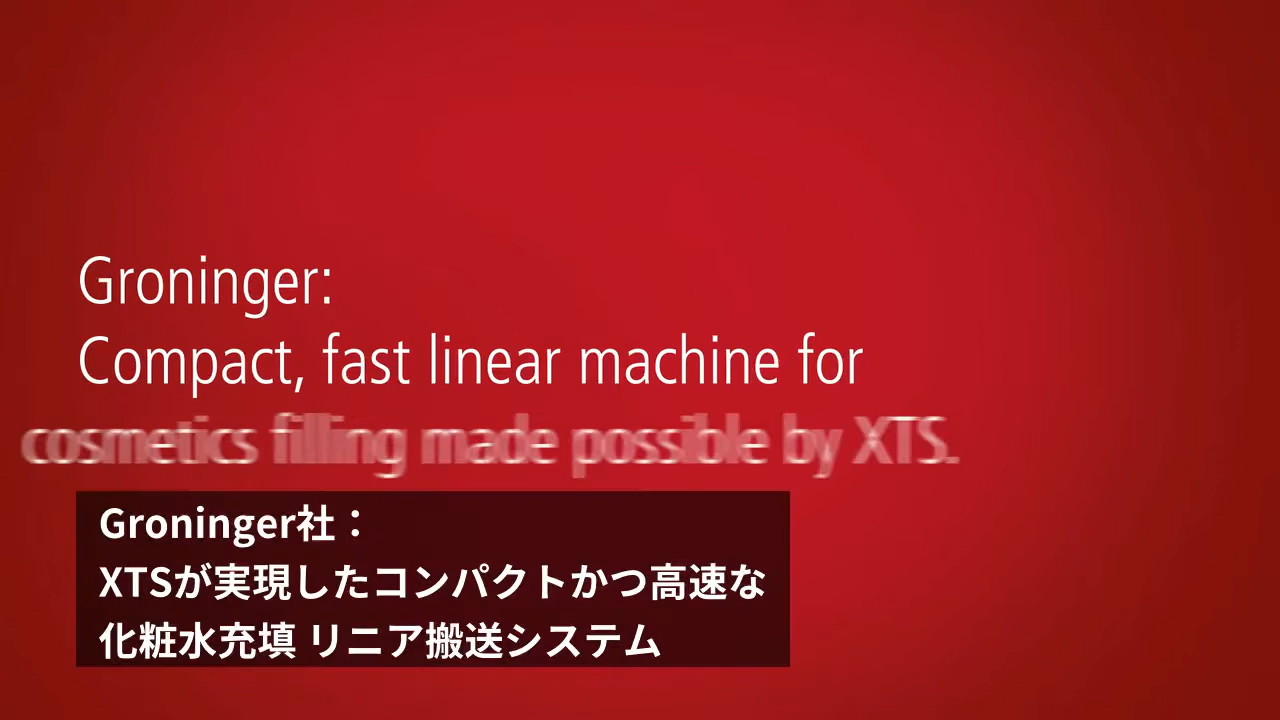 Groninger:
Compact, fast linear machine for
cosmetics filling made possible by XTS.
Groninger社：
XTSが実現したコンパクトかつ高速な
化粧水充填 リニア搬送システム